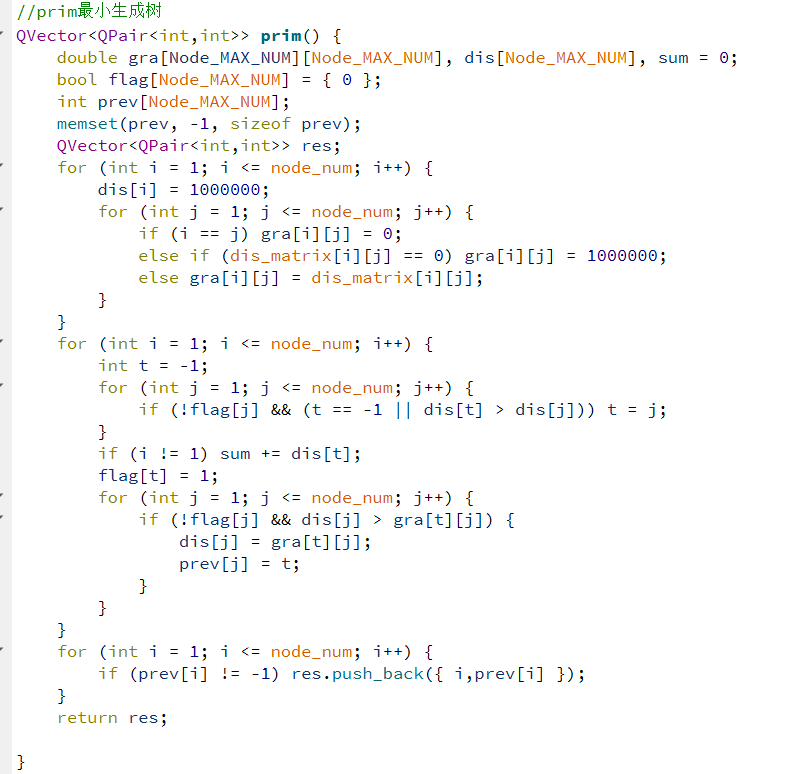 //prim最小生成树
QVector<QPair<int,int>> prim() {
    double gra[Node_MAX_NUM][Node_MAX_NUM], dis[Node_MAX_NUM], sum = 0;
    bool flag[Node_MAX_NUM] = { 0 };
    int prev[Node_MAX_NUM];
    memset(prev, -1, sizeof prev);
    QVector<QPair<int,int>> res;
    for (int i = 1; i <= node_num; i++) {
        dis[i] = 1000000;
        for (int j = 1; j <= node_num; j++) {
            if (i == j) gra[i][j] = 0;
            else if (dis_matrix[i][j] == 0) gra[i][j] = 1000000;
            else gra[i][j] = dis_matrix[i][j];
        }
    }
    for (int i = 1; i <= node_num; i++) {
        int t = -1;
        for (int j = 1; j <= node_num; j++) {
            if (!flag[j] && (t == -1 || dis[t] > dis[j])) t = j;
        }
        if (i != 1) sum += dis[t];
        flag[t] = 1;
        for (int j = 1; j <= node_num; j++) {
            if (!flag[j] && dis[j] > gra[t][j]) {
                dis[j] = gra[t][j];
                prev[j] = t;
            }
        }
    }
    for (int i = 1; i <= node_num; i++) {
        if (prev[i] != -1) res.push_back({ i,prev[i] });
    }
    return res;

}